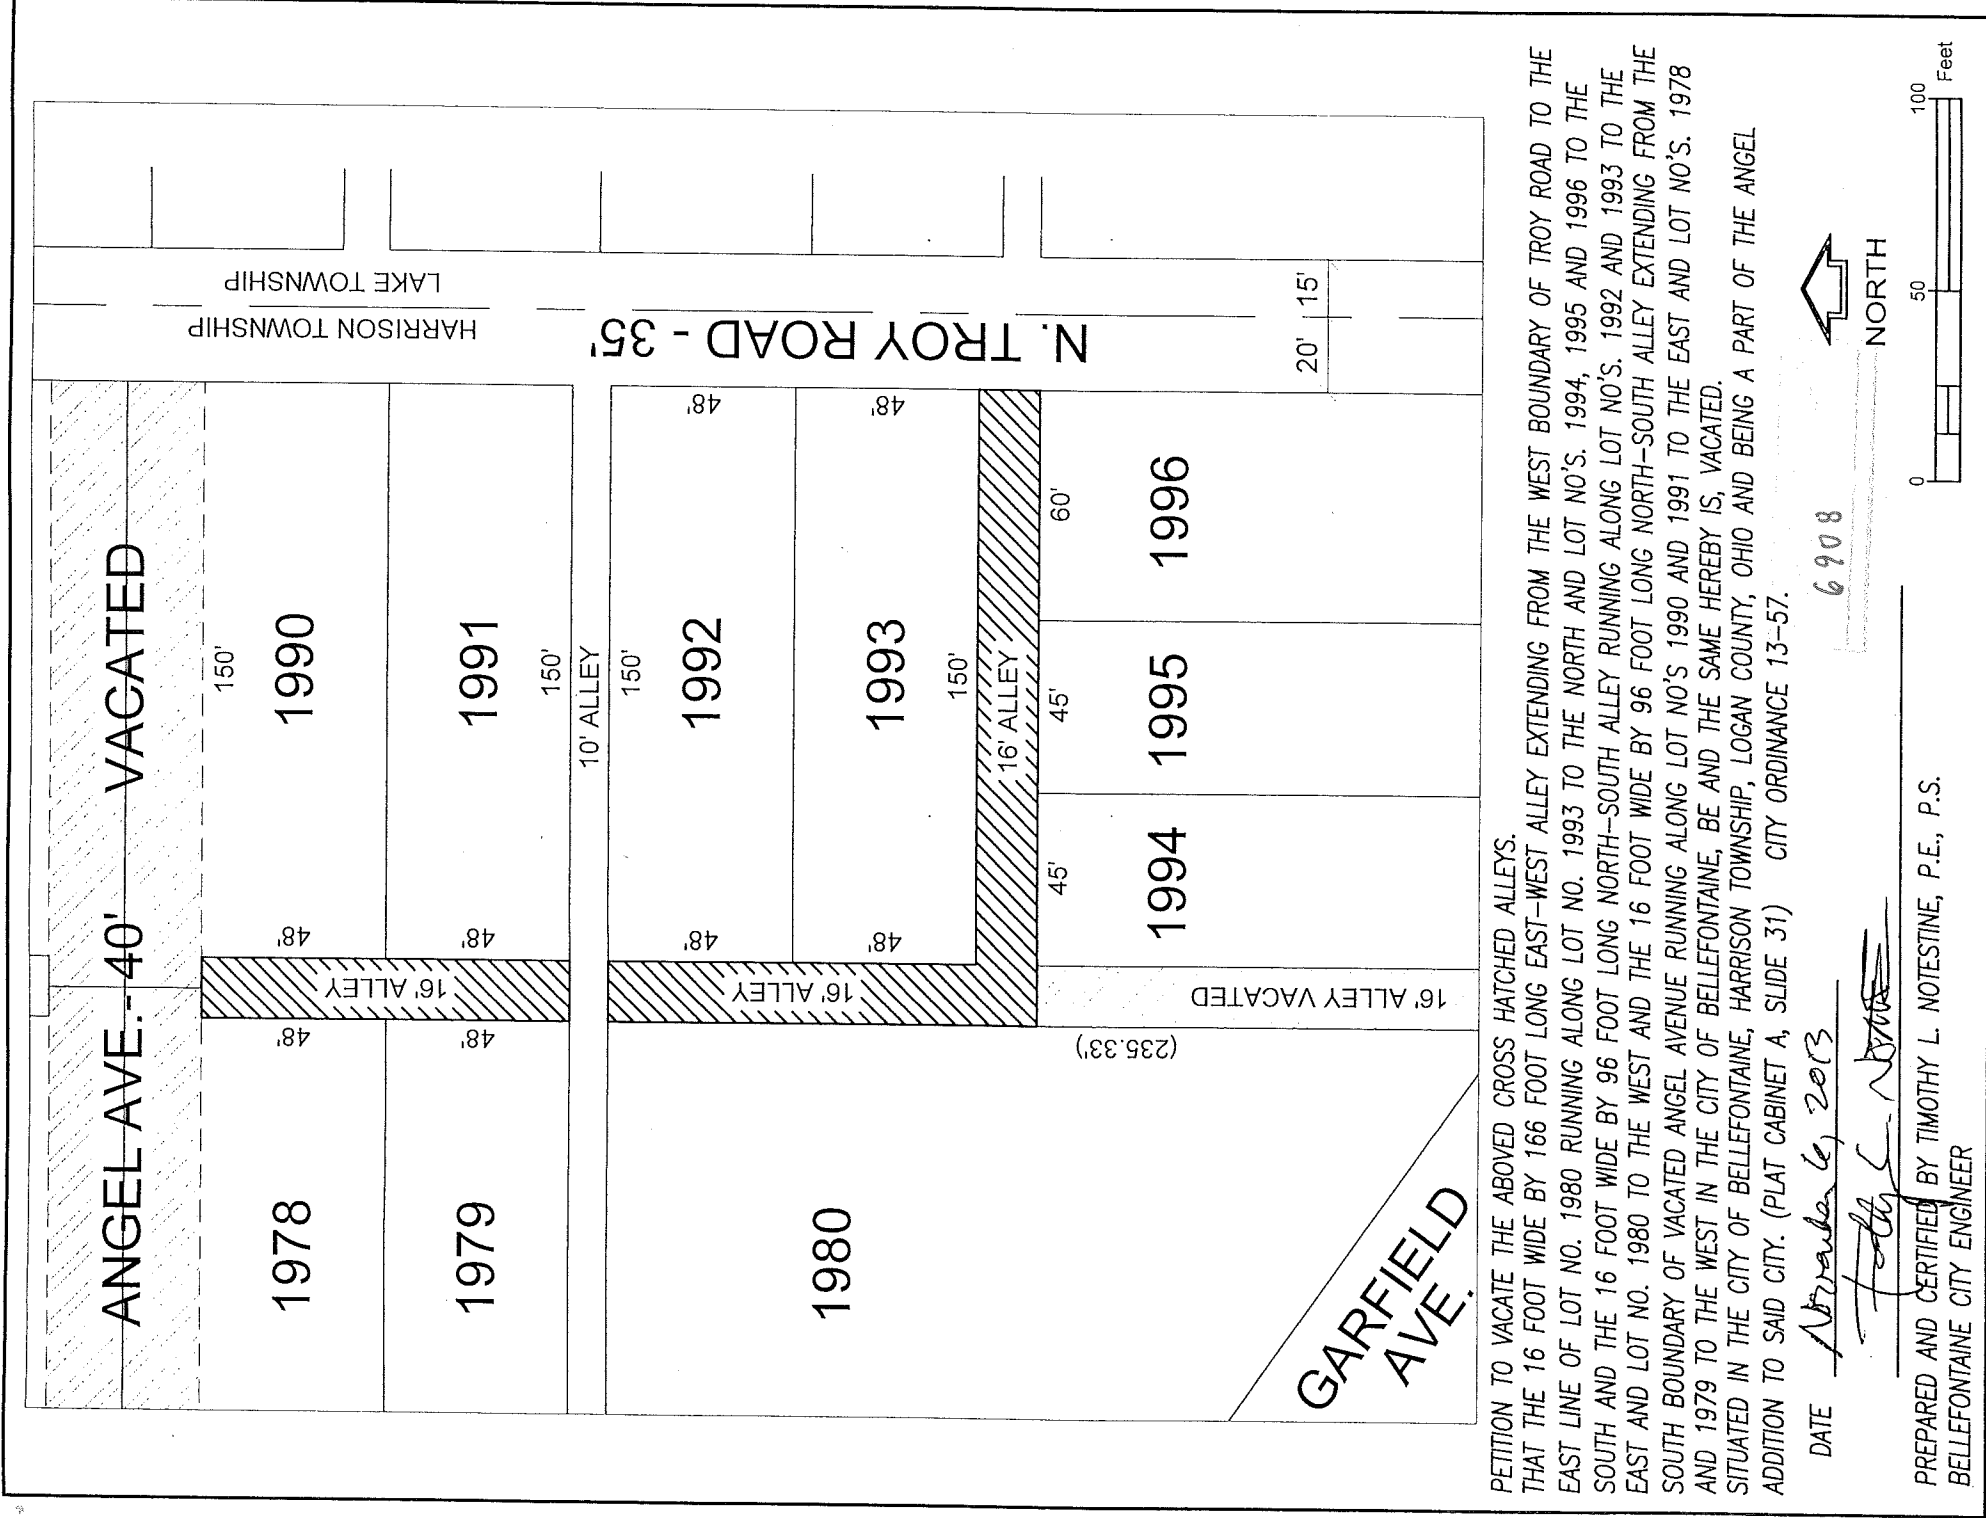 ANGEL AVE. - 40' VACATED
150'
1978
48'
16' ALLEY
48'
1990
1979
48'
48'
1991
150'
10' ALLEY
150'
1980
16' ALLEY
48'
1992
48'
48'
1993
48'
150'
16' ALLEY
(235.33')
16' ALLEY VACATED
45'
1994
45'
1995
60'
1996
GARFIELD
AVE.
HARRISON TOWNSHIP
LAKE TOWNSHIP
N. TROY ROAD - 35'
20'
15'
PETITION TO VACATE THE ABOVED CROSS HATCHED ALLEYS.
THAT THE 16 FOOT WIDE BY 166 FOOT LONG EAST-WEST ALLEY EXTENDING FROM THE WEST BOUNDARY OF TROY ROAD TO THE
EAST LINE OF LOT NO. 1980 RUNNING ALONG LOT NO. 1993 TO THE NORTH AND LOT NO'S. 1994, 1995 AND 1996 TO THE
SOUTH AND THE 16 FOOT WIDE BY 96 FOOT LONG NORTH-SOUTH ALLEY RUNNING ALONG LOT NO'S. 1992 AND 1993 TO THE
EAST AND LOT NO. 1980 TO THE WEST AND THE 16 FOOT WIDE BY 96 FOOT LONG NORTH-SOUTH ALLEY EXTENDING FROM THE
SOUTH BOUNDARY OF VACATED ANGEL AVENUE RUNNING ALONG LOT NO'S 1990 AND 1991 TO THE EAST AND LOT NO'S. 1978
AND 1979 TO THE WEST IN THE CITY OF BELLEFONTAINE, BE AND THE SAME HEREBY IS, VACATED.
SITUATED IN THE CITY OF BELLEFONTAINE, HARRISON TOWNSHIP, LOGAN COUNTY, OHIO AND BEING A PART OF THE ANGEL
ADDITION TO SAID CITY. (PLAT CABINET A, SLIDE 31) CITY ORDINANCE 13-57.
DATE November 6, 2013
6908
NORTH
0 50 100
Feet
PREPARED AND CERTIFIED BY TIMOTHY L. NOTESTINE, P.E., P.S.
BELLEFONTAINE CITY ENGINEER